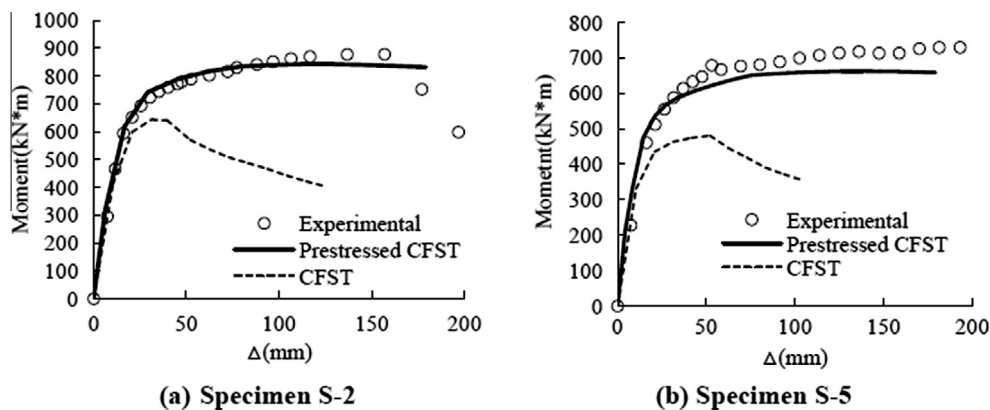 1000
900
800
700
600
500
400
300
200
100
0
Moment(kN*m)
Experimental
Prestressed CFST
CFST
0 50 100 150 200
Δ(mm)
(a) Specimen S-2
800
700
600
500
400
300
200
100
0
Mometnt(kN*m)
Experimental
Prestressed CFST
CFST
0 50 100 150 200
Δ(mm)
(b) Specimen S-5